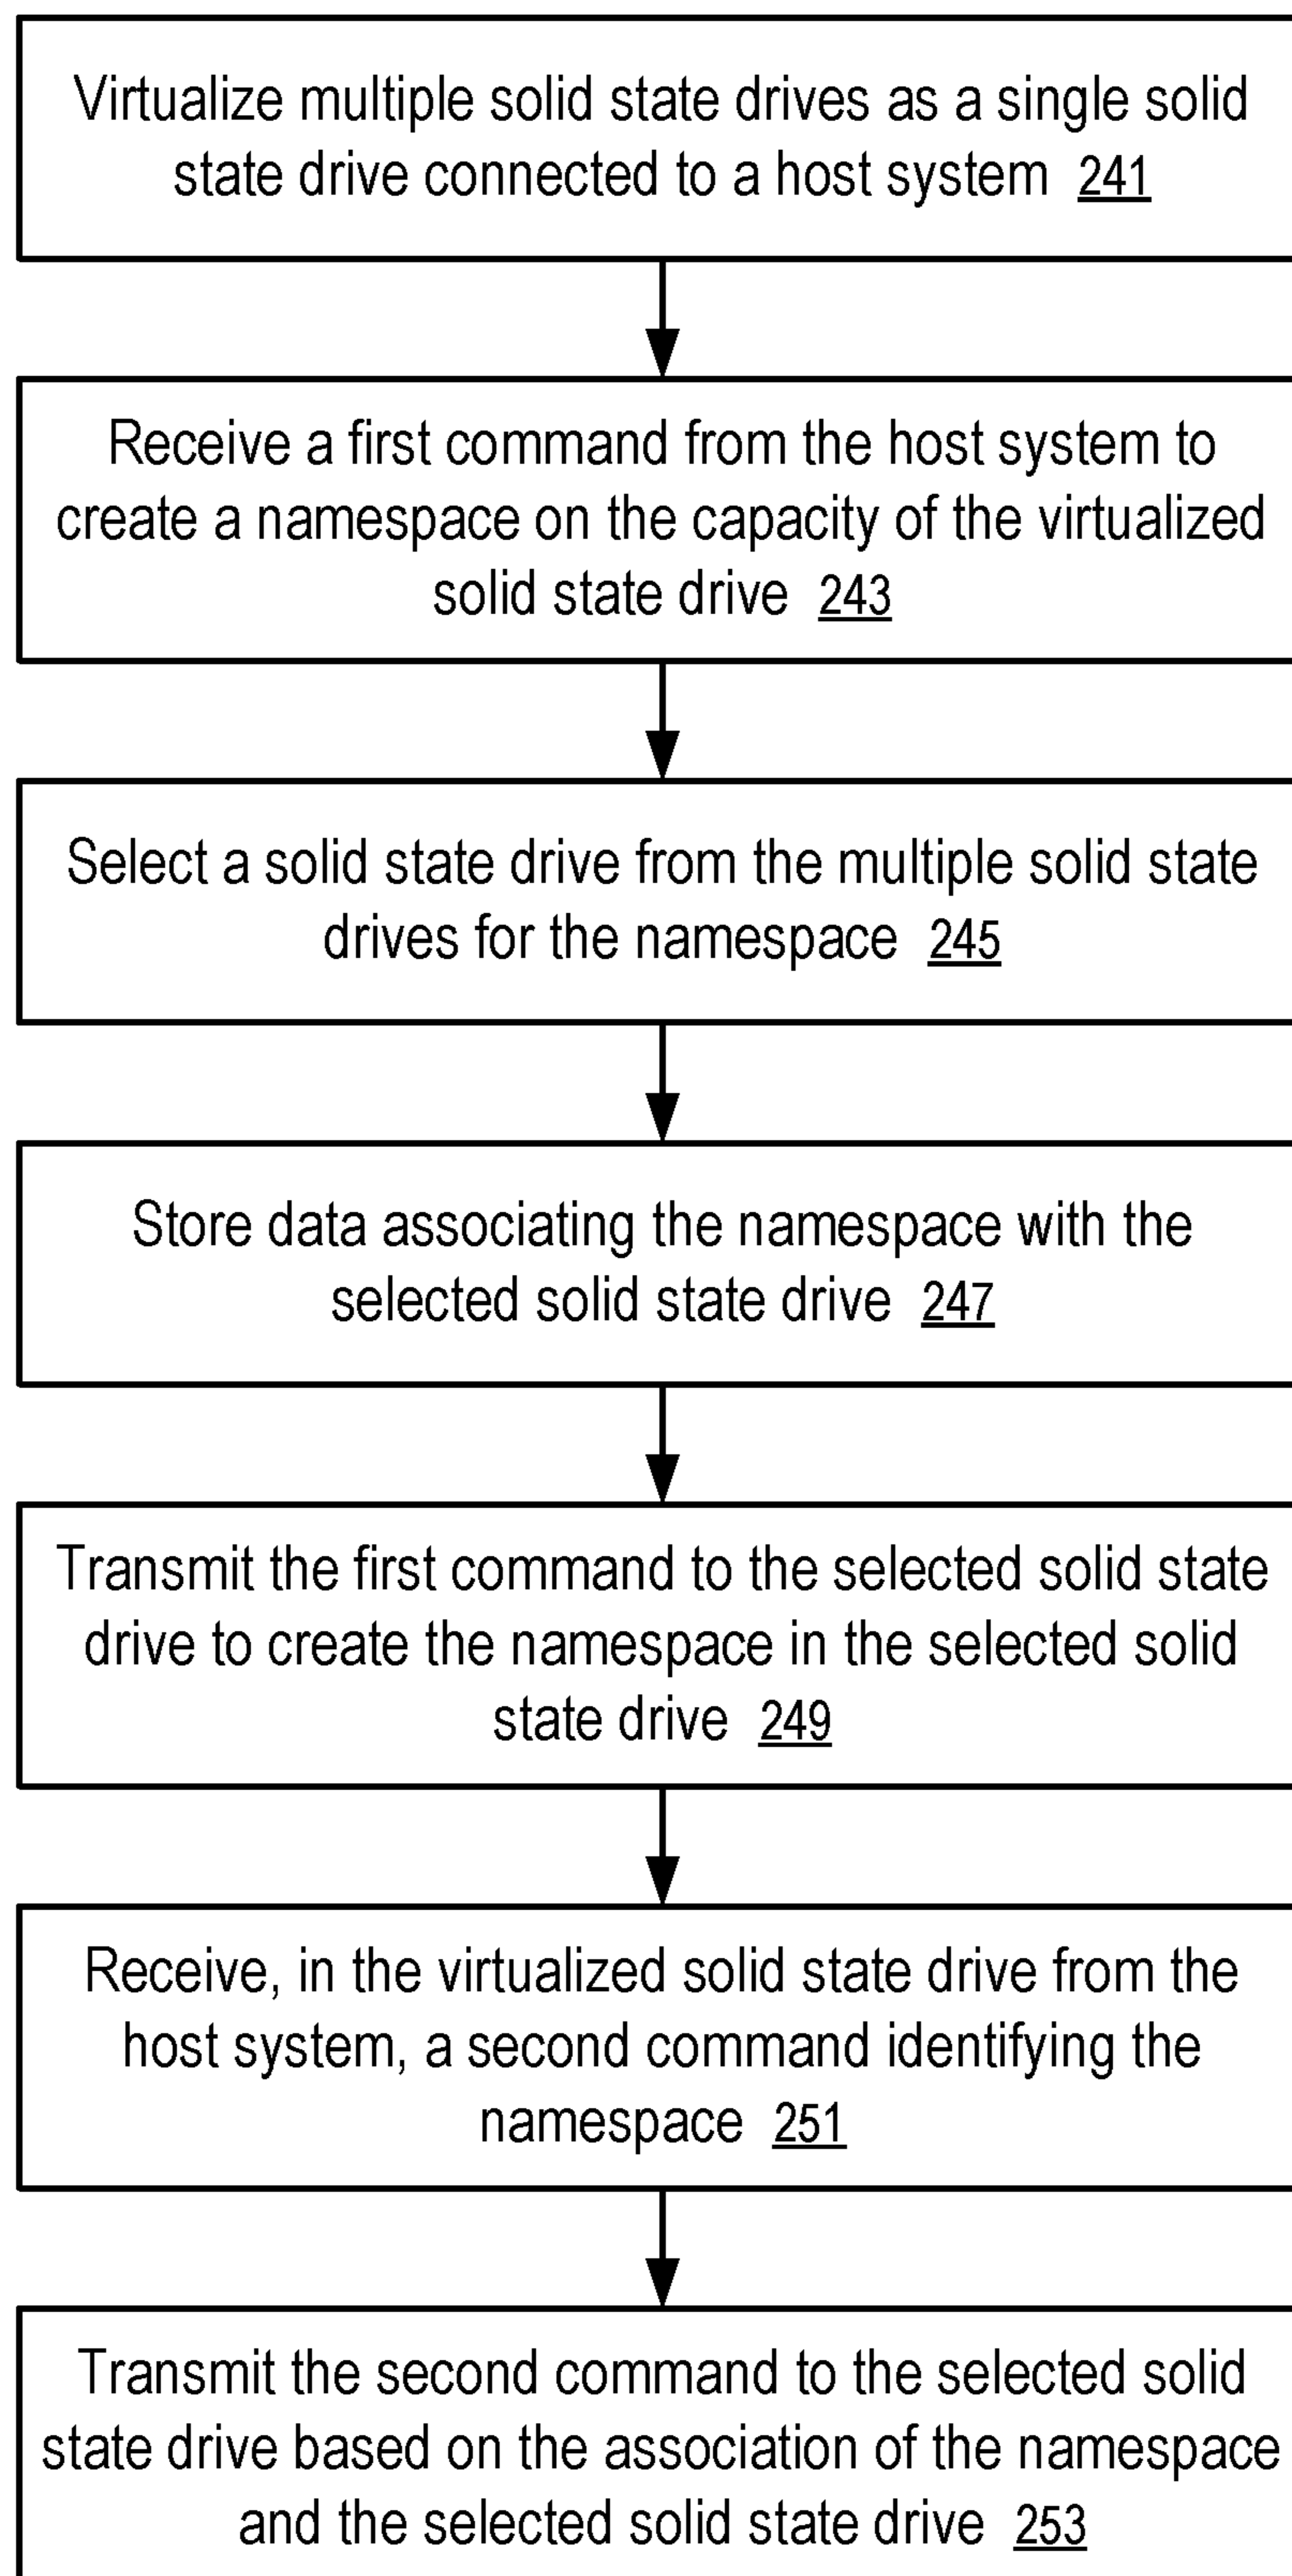 Virtualize multiple solid state drives as a single solid
state drive connected to a host system 241
Receive a first command from the host system to
create a namespace on the capacity of the virtualized
solid state drive 243
Select a solid state drive from the multiple solid state
drives for the namespace 245
Store data associating the namespace with the
selected solid state drive 247
Transmit the first command to the selected solid state
drive to create the namespace in the selected solid
state drive 249
Receive, in the virtualized solid state drive from the
host system, a second command identifying the
namespace 251
Transmit the second command to the selected solid
state drive based on the association of the namespace
and the selected solid state drive 253